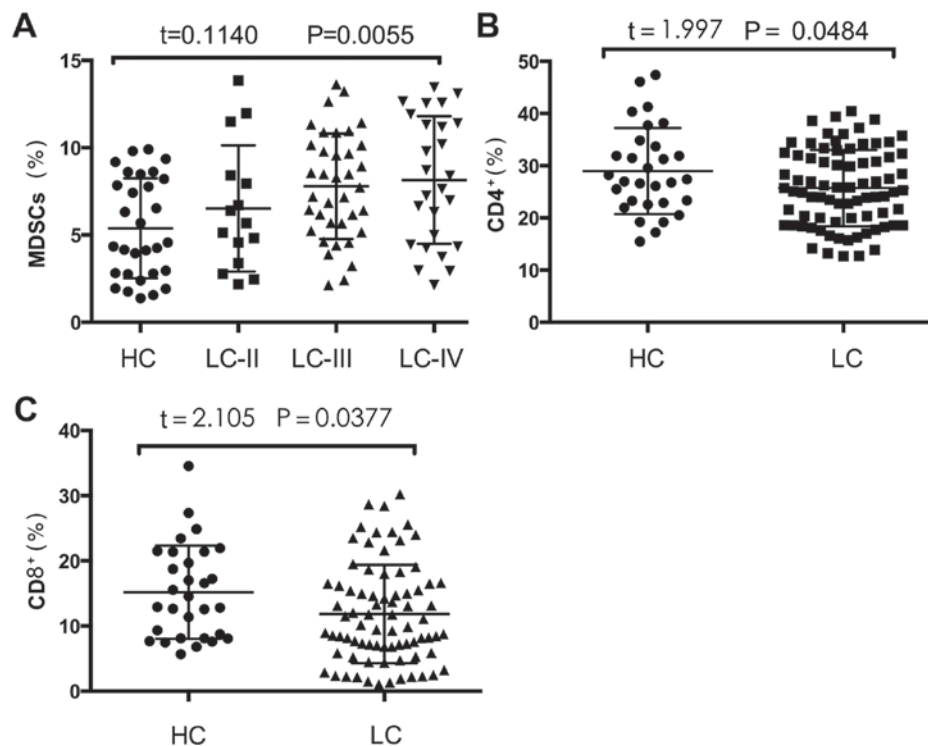 A
t=0.1140 P=0.0055
MDSCs (%)
15
10
5
0
HC LC-II LC-III LC-IV
B
t = 1.997 P = 0.0484
CD4⁺(%)
50
40
30
20
10
0
HC LC
C
t = 2.105 P = 0.0377
CD8⁺(%)
40
30
20
10
0
HC LC